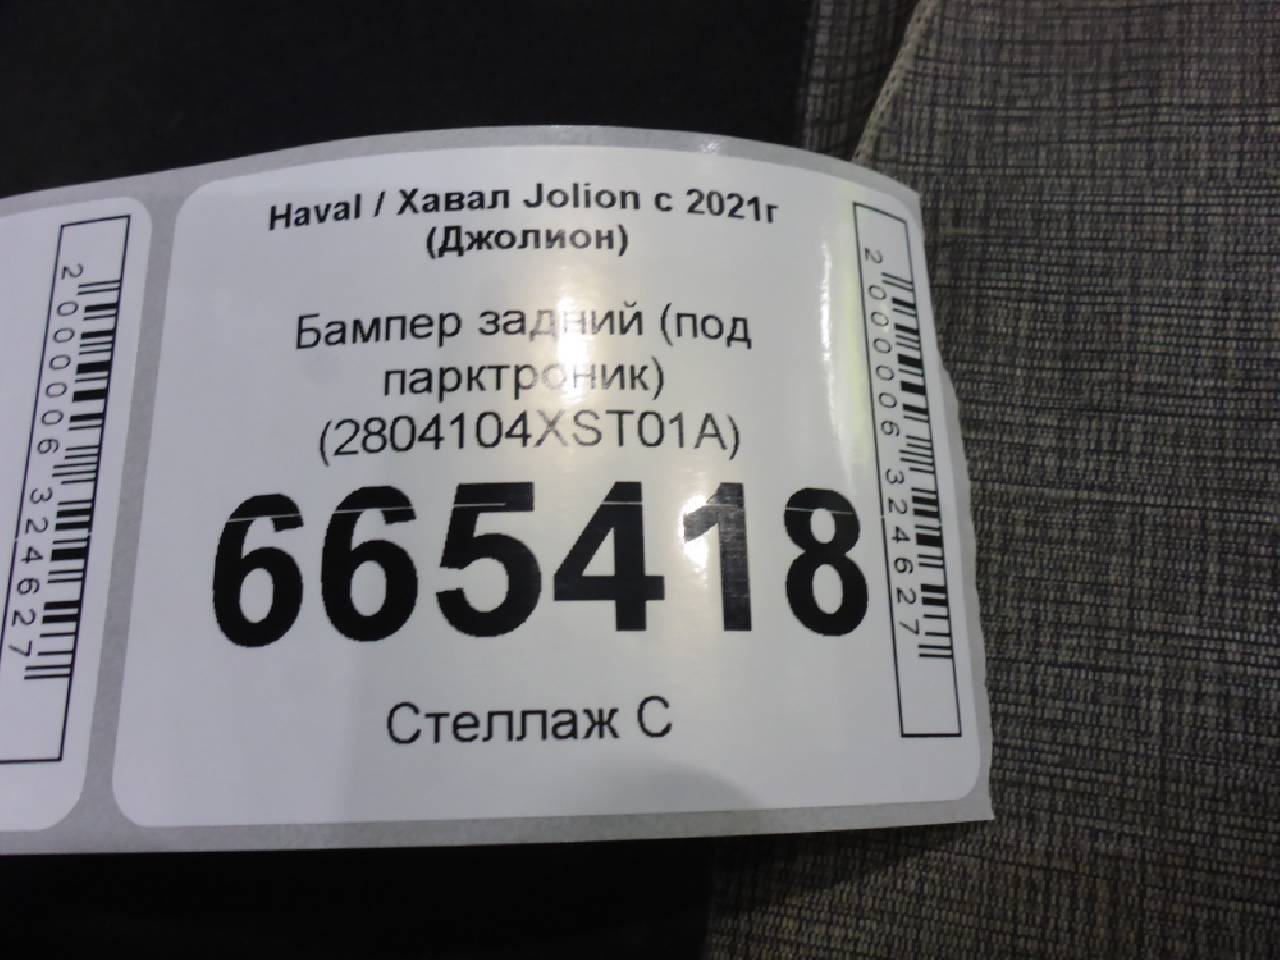 Haval / Хавал Jolion с 2021г
(Джолион)
Бампер задний (под
парктроник)
(2804104XST01A)
665418
Стеллаж С
2000006324627
2000006324627